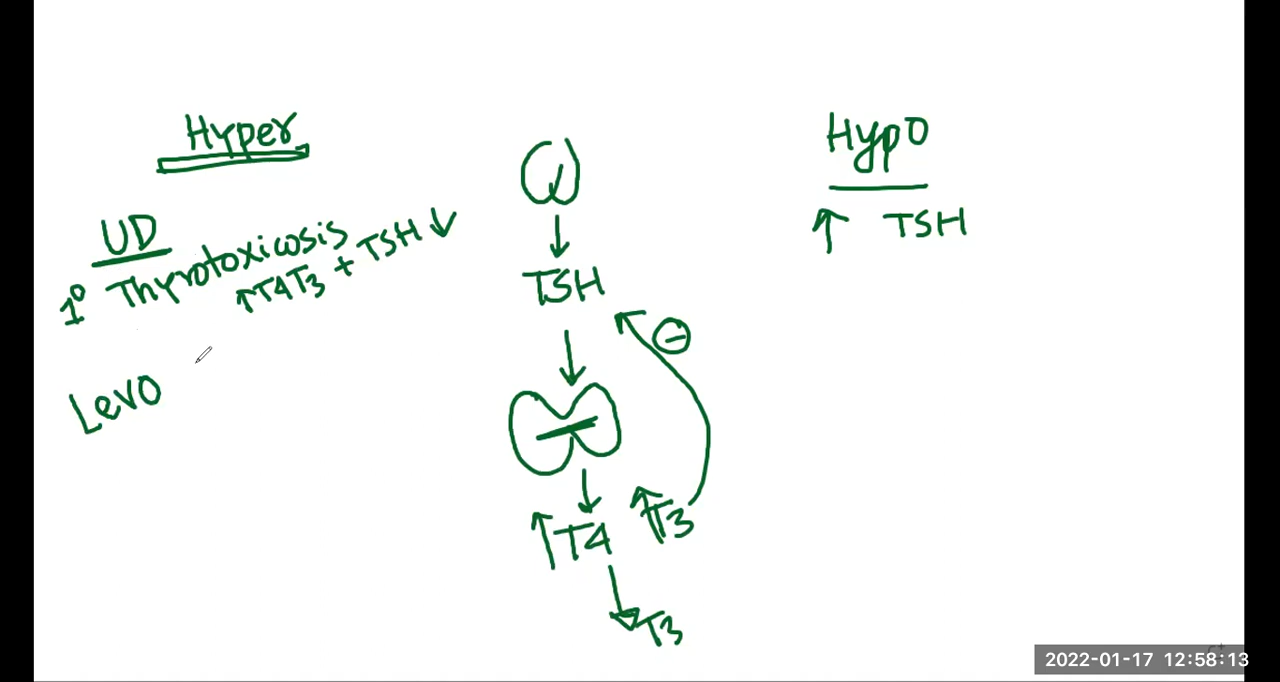 Hyper
Hypo
UD
↑ TSH
1° Thyrotoxicosis
↑T4T3 + TSH↓
TSH
⊖
Levo
↑T4 ↑T3
T3
2022-01-17 12:58:13